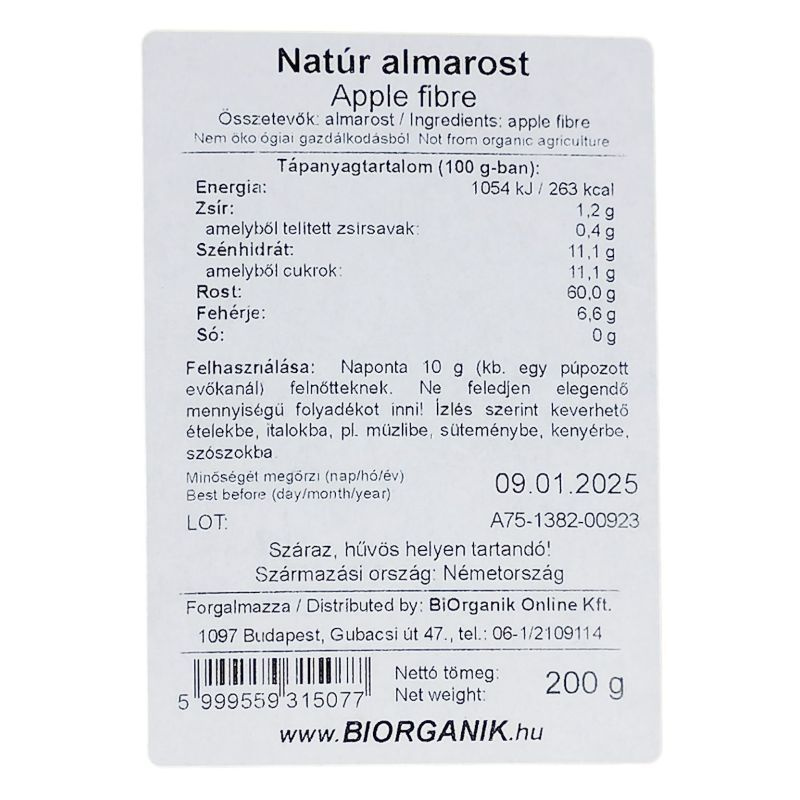 Natúr almarost
Apple fibre
Összetevők: almarost / Ingredients: apple fibre
Nem öko ógiai gazdálkodásból Not from organic agriculture
Tápanyagtartalom (100 g-ban):
Energia: 1054 kJ / 263 kcal
Zsír: 1,2 g
amelyből telített zsírsavak: 0,4 g
Szénhidrát: 11,1 g
amelyből cukrok: 11,1 g
Rost: 60,0 g
Fehérje: 6,6 g
Só: 0 g
Felhasználása: Naponta 10 g (kb. egy púpozott
evőkanál) felnőtteknek. Ne feledjen elegendő
mennyiségű folyadékot inni! Ízlés szerint keverhető
ételekbe, italokba, pl. müzlibe, süteménybe, kenyérbe,
szószokba
Minőségét megőrzi (nap/hó/év)
Best before (day/month/year) 09.01.2025
LOT: A75-1382-00923
Száraz, hűvös helyen tartandó!
Származási ország: Németország
Forgalmazza / Distributed by: BiOrganik Online Kft.
1097 Budapest, Gubacsi út 47., tel.: 06-1/2109114
5 999559 315077
Nettó tömeg:
Net weight: 200 g
www.BIORGANIK.hu